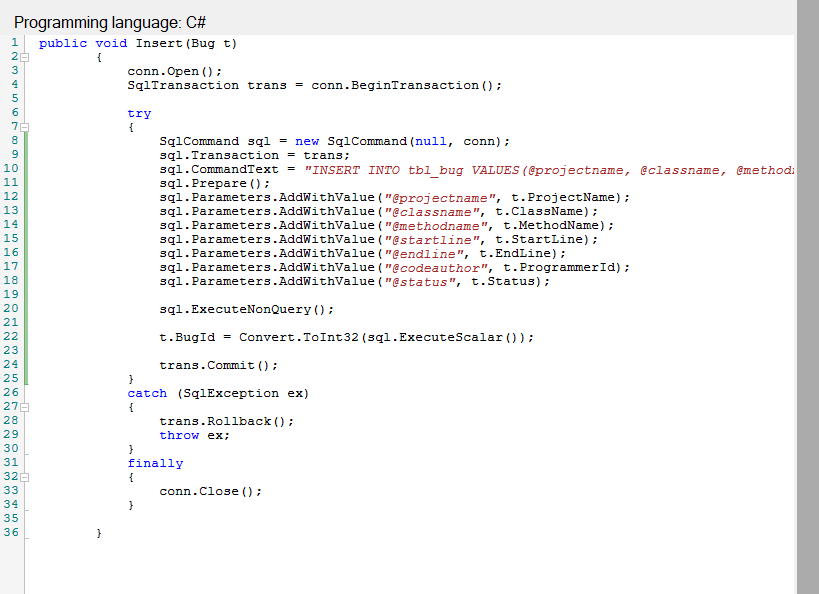 Programming language: C#
1 public void Insert(Bug t)
2 {
3 conn.Open();
4 SqlTransaction trans = conn.BeginTransaction();
5
6 try
7 {
8 SqlCommand sql = new SqlCommand(null, conn);
9 sql.Transaction = trans;
10 sql.CommandText = "INSERT INTO tbl_bug VALUES(@projectname, @classname, @method
11 sql.Prepare();
12 sql.Parameters.AddWithValue("@projectname", t.ProjectName);
13 sql.Parameters.AddWithValue("@classname", t.ClassName);
14 sql.Parameters.AddWithValue("@methodname", t.MethodName);
15 sql.Parameters.AddWithValue("@startline", t.StartLine);
16 sql.Parameters.AddWithValue("@endline", t.EndLine);
17 sql.Parameters.AddWithValue("@codeauthor", t.ProgrammerId);
18 sql.Parameters.AddWithValue("@status", t.Status);
19
20 sql.ExecuteNonQuery();
21
22 t.BugId = Convert.ToInt32(sql.ExecuteScalar());
23
24 trans.Commit();
25 }
26 catch (SqlException ex)
27 {
28 trans.Rollback();
29 throw ex;
30 }
31 finally
32 {
33 conn.Close();
34 }
35
36 }